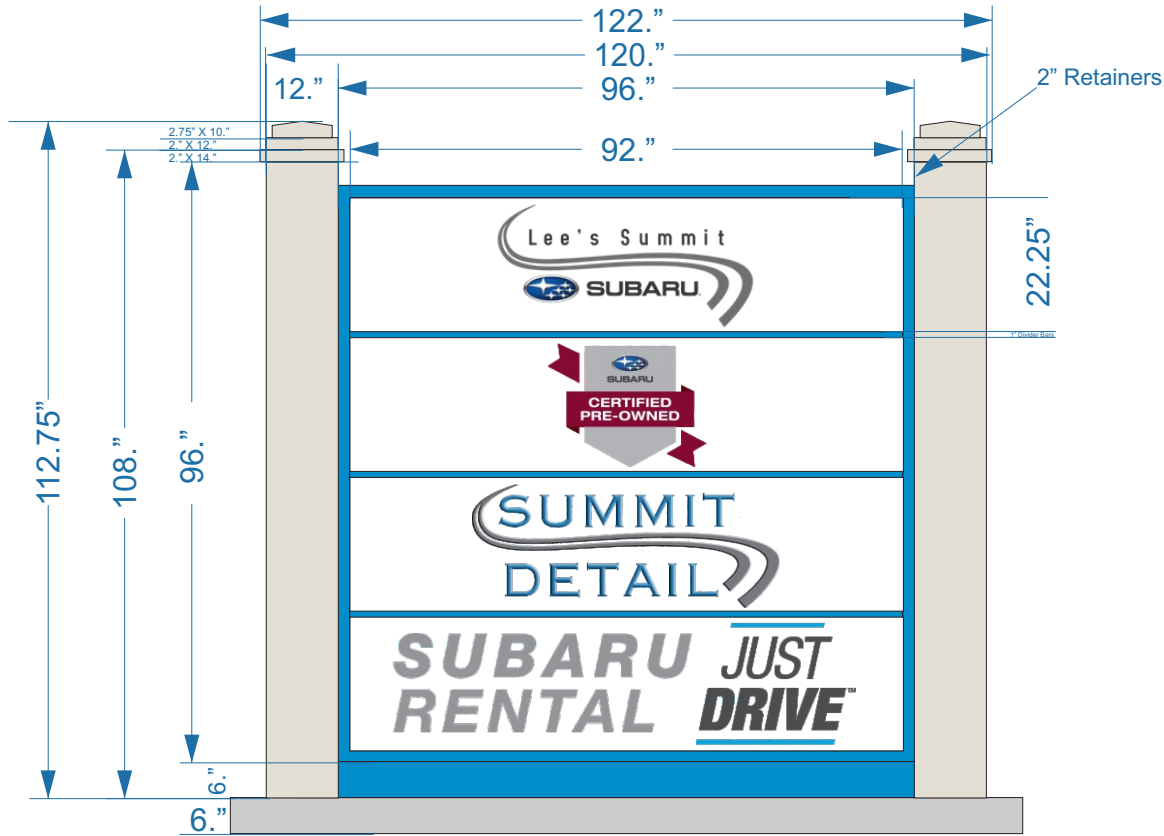 122.”
120.”
12.”
96.”
2” Retainers
2.75” X 10.”
2.” X 12.”
2.” X 14.”
92.”
Lee's Summit
SUBARU.
22.25”
1” Divider Bars
SUBARU
CERTIFIED
PRE-OWNED
112.75”
108.”
96.”
SUMMIT
DETAIL
SUBARU
RENTAL
JUST
DRIVE™
6.”
6.”